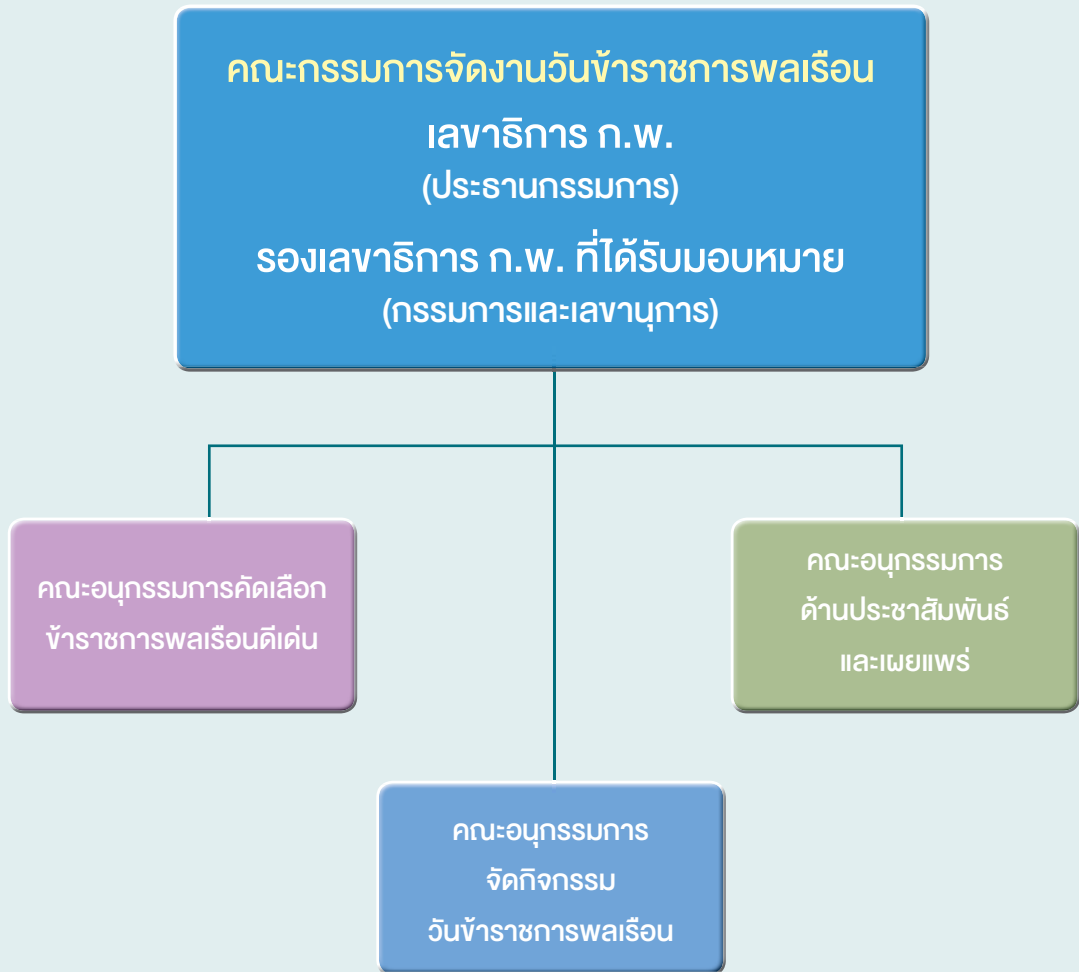 คณะกรรมการจัดงานวันข้าราชการพลเรือน
เลขาธิการ ก.พ.
(ประธานกรรมการ)
รองเลขาธิการ ก.พ. ที่ได้รับมอบหมาย
(กรรมการและเลขานุการ)
คณะอนุกรรมการคัดเลือก
ข้าราชการพลเรือนดีเด่น
คณะอนุกรรมการ
ด้านประชาสัมพันธ์
และเผยแพร่
คณะอนุกรรมการ
จัดกิจกรรม
วันข้าราชการพลเรือน